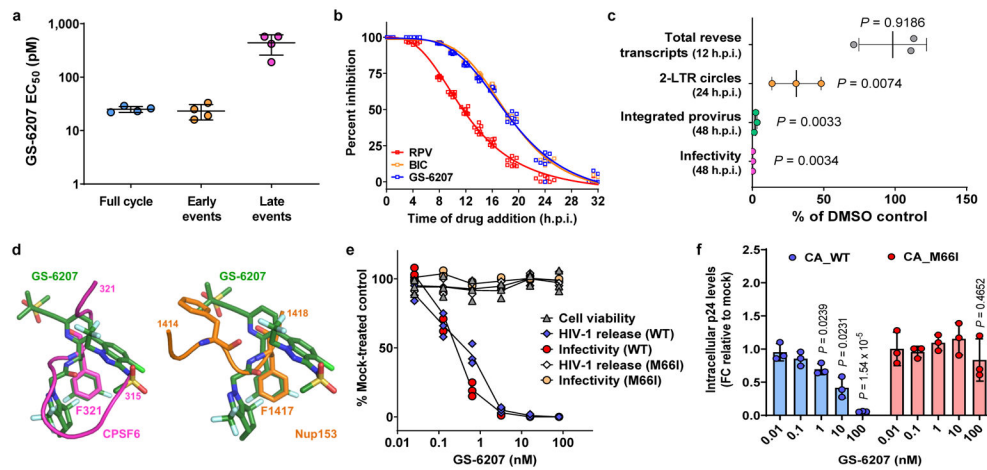 a
GS-6207 EC50 (pM)
1,000
100
10
1
Full cycle
Early
events
Late
events
b
Percent inhibition
100
75
50
25
0
RPV
BIC
GS-6207
0 4 8 12 16 20 24 28 32
Time of drug addition (h.p.i.)
c
Total revese
transcripts
(12 h.p.i.)
P = 0.9186
2-LTR circles
(24 h.p.i.)
P = 0.0074
Integrated provirus
(48 h.p.i.)
P = 0.0033
Infectivity
(48 h.p.i.)
P = 0.0034
0 50 100 150
% of DMSO control
d
GS-6207
321
F321
315
CPSF6
GS-6207
1414
1418
F1417
Nup153
e
% Mock-treated control
100
50
0
Cell viability
HIV-1 release (WT)
Infectivity (WT)
HIV-1 release (M66I)
Infectivity (M66I)
0.01 0.1 1 10 100
GS-6207 (nM)
f
Intracellular p24 levels
(FC relative to mock)
2.0
1.5
1.0
0.5
0.0
CA_WT
CA_M66I
P = 0.0239
P = 0.0231
P = 1.54 x 10-5
P = 0.4652
0.01 0.1 1 10 100 0.01 0.1 1 10 100
GS-6207 (nM)